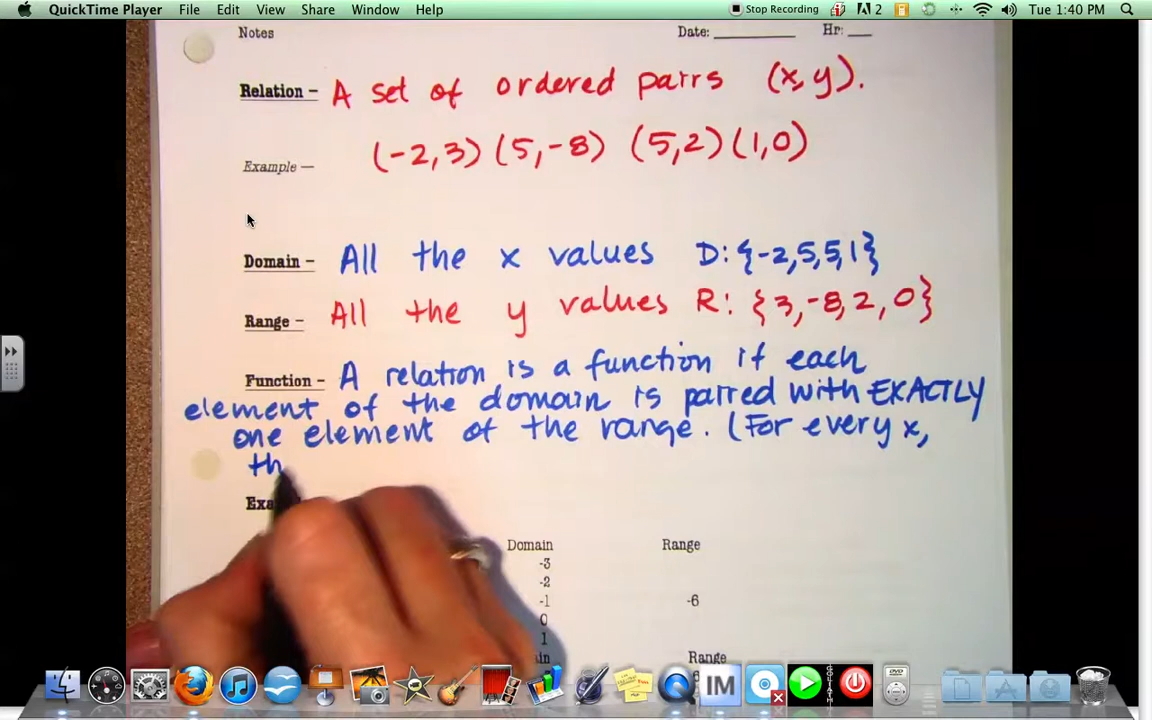 QuickTime Player File Edit View Share Window Help Stop Recording 2 Tue 1:40 PM
Notes Date: Hr:
Relation – A set of ordered pairs (x,y).
(-2,3) (5,-8) (5,2) (1,0)
Example –
Domain – All the x values D: {-2,5,5,1}
Range – All the y values R: {3,-8,2,0}
Function – A relation is a function if each
element of the domain is paired with EXACTLY
one element of the range. (For every x,
th
Domain Range
-3
-2
-1 -6
0
1
Range
IM